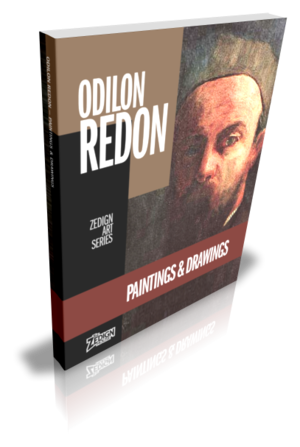 ODILON
REDON
ZEDIGN
ART
SERIES
PAINTINGS & DRAWINGS
ZEDIGN
ODILON REDON — PAINTINGS & DRAWINGS